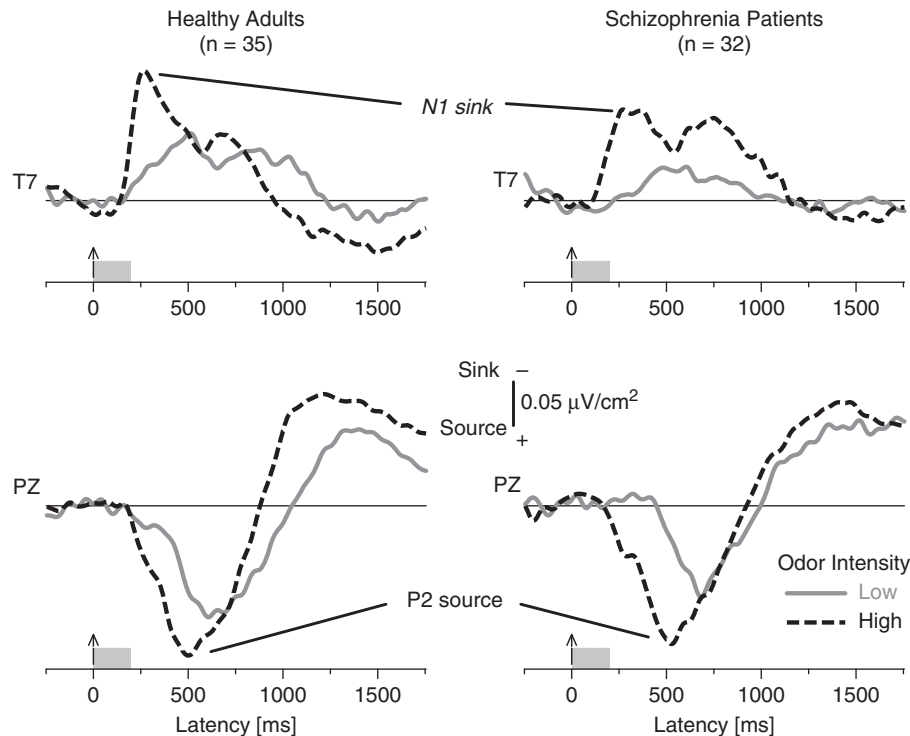 Healthy Adults
(n = 35)
Schizophrenia Patients
(n = 32)
N1 sink
T7
T7
0 500 1000 1500
0 500 1000 1500
Sink –
0.05 µV/cm²
Source +
PZ
PZ
Odor Intensity
Low
High
P2 source
0 500 1000 1500
0 500 1000 1500
Latency [ms]
Latency [ms]